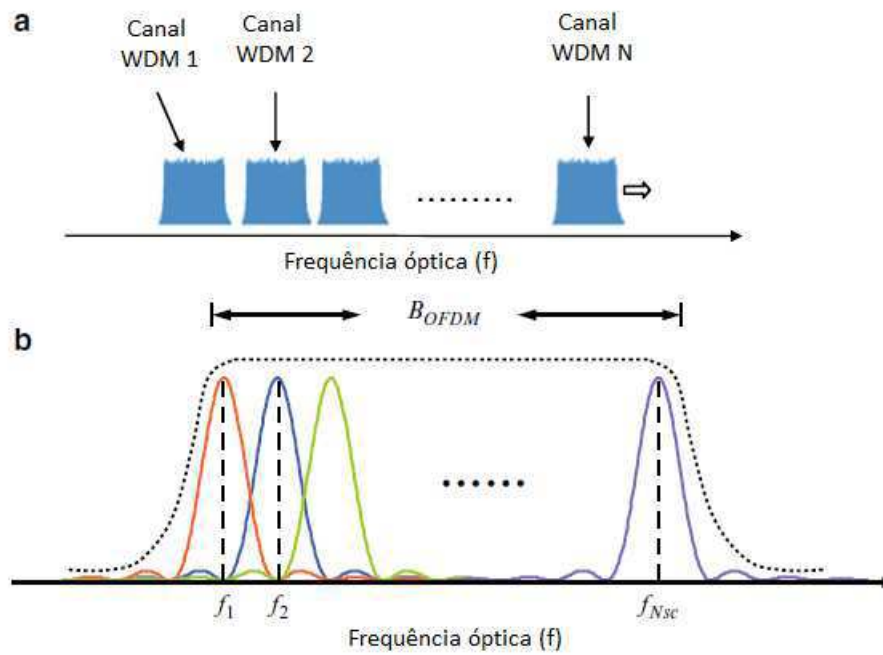 a
Canal
WDM 1
Canal
WDM 2
Canal
WDM N
Frequência óptica (f)
B_OFDM
b
f_1 f_2 f_Nsc
Frequência óptica (f)